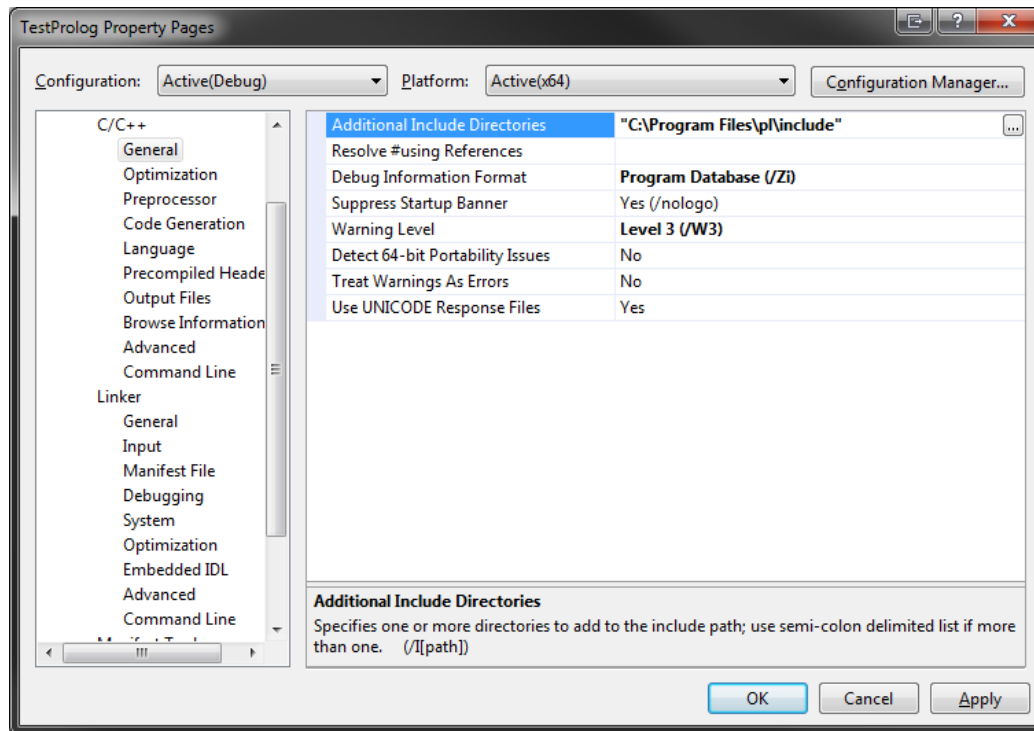 TestProlog Property Pages
?
X
Configuration: Active(Debug) Platform: Active(x64) Configuration Manager...
C/C++
General
Optimization
Preprocessor
Code Generation
Language
Precompiled Heade
Output Files
Browse Information
Advanced
Command Line
Linker
General
Input
Manifest File
Debugging
System
Optimization
Embedded IDL
Advanced
Command Line
Additional Include Directories "C:\Program Files\pl\include" ...
Resolve #using References
Debug Information Format Program Database (/Zi)
Suppress Startup Banner Yes (/nologo)
Warning Level Level 3 (/W3)
Detect 64-bit Portability Issues No
Treat Warnings As Errors No
Use UNICODE Response Files Yes
Additional Include Directories
Specifies one or more directories to add to the include path; use semi-colon delimited list if more
than one. (/I[path])
OK Cancel Apply